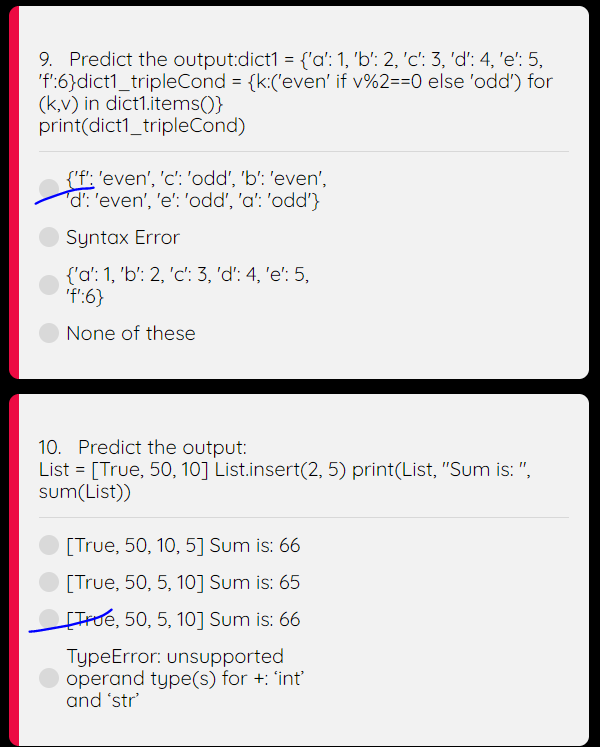 9. Predict the output:dict1 = {'a': 1, 'b': 2, 'c': 3, 'd': 4, 'e': 5,
'f':6}dict1_tripleCond = {k:('even' if v%2==0 else 'odd') for
(k,v) in dict1.items()}
print(dict1_tripleCond)
{'f': 'even', 'c': 'odd', 'b': 'even',
'd': 'even', 'e': 'odd', 'a': 'odd'}
Syntax Error
{'a': 1, 'b': 2, 'c': 3, 'd': 4, 'e': 5,
'f':6}
None of these
10. Predict the output:
List = [True, 50, 10] List.insert(2, 5) print(List, "Sum is: ",
sum(List))
[True, 50, 10, 5] Sum is: 66
[True, 50, 5, 10] Sum is: 65
[True, 50, 5, 10] Sum is: 66
TypeError: unsupported
operand type(s) for +: ‘int’
and ‘str’